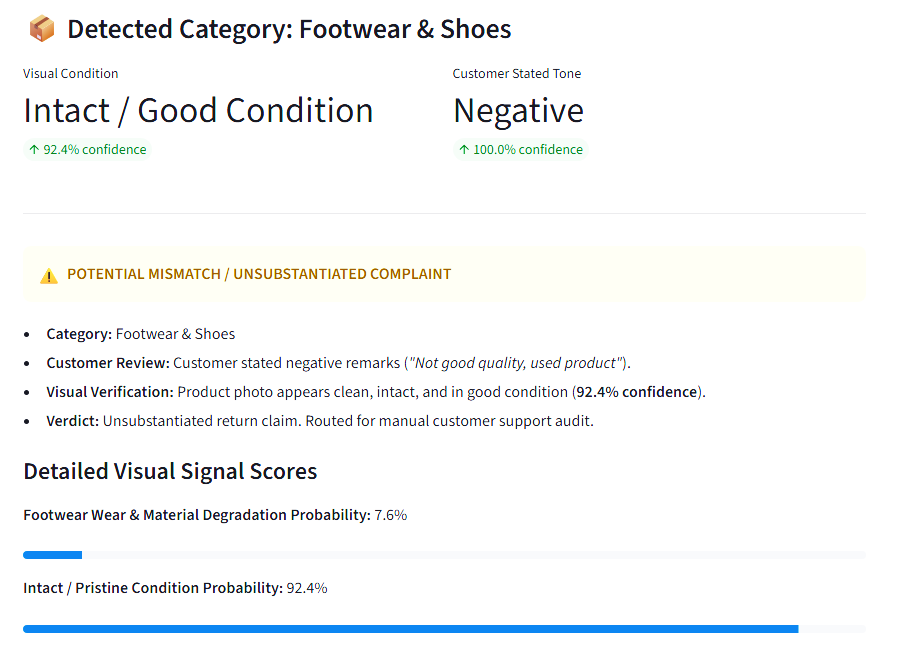 📦 Detected Category: Footwear & Shoes
Visual Condition
Intact / Good Condition
↑ 92.4% confidence
Customer Stated Tone
Negative
↑ 100.0% confidence
⚠️ POTENTIAL MISMATCH / UNSUBSTANTIATED COMPLAINT
• Category: Footwear & Shoes
• Customer Review: Customer stated negative remarks ("Not good quality, used product").
• Visual Verification: Product photo appears clean, intact, and in good condition (92.4% confidence).
• Verdict: Unsubstantiated return claim. Routed for manual customer support audit.
Detailed Visual Signal Scores
Footwear Wear & Material Degradation Probability: 7.6%
Intact / Pristine Condition Probability: 92.4%